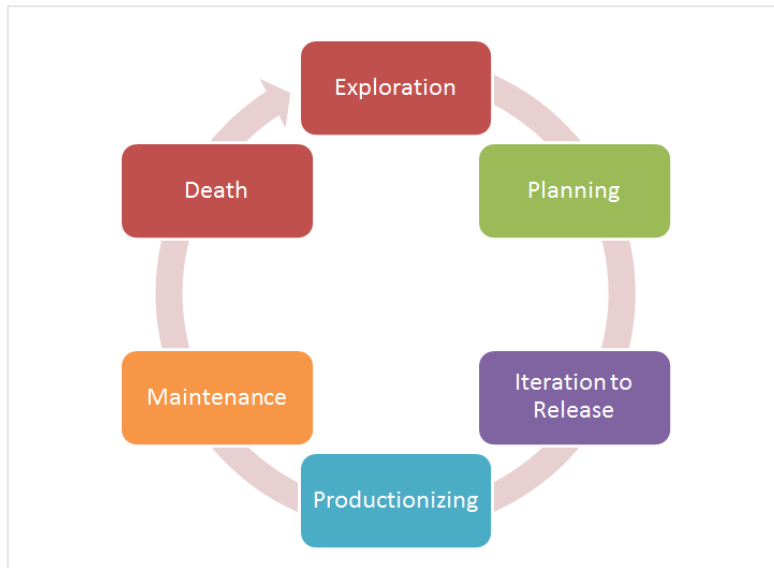 Exploration
Planning
Iteration to
Release
Productionizing
Maintenance
Death